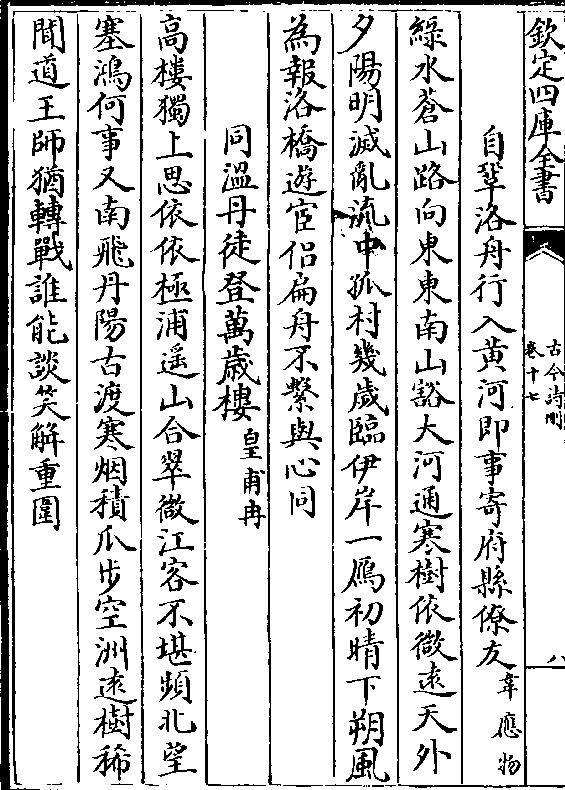 欽定四庫全書
古今詩刪
卷十七
八
自鞏洛舟行入黃河即事寄府縣僚友韋應物
綠水蒼山路向東東南山豁大河通寒樹依微遠天外
夕陽明滅亂流中孤村幾歲臨伊岸一鴈初晴下朔風
為報洛橋遊宦侶扁舟不繫與心同
同溫丹徒登萬歲樓皇甫冉
高樓獨上思依依極浦遥山合翠微江客不堪頻北望
塞鴻何事又南飛丹陽古渡寒烟積瓜步空洲遠樹稀
聞道王師猶轉戰誰能談笑解重圍